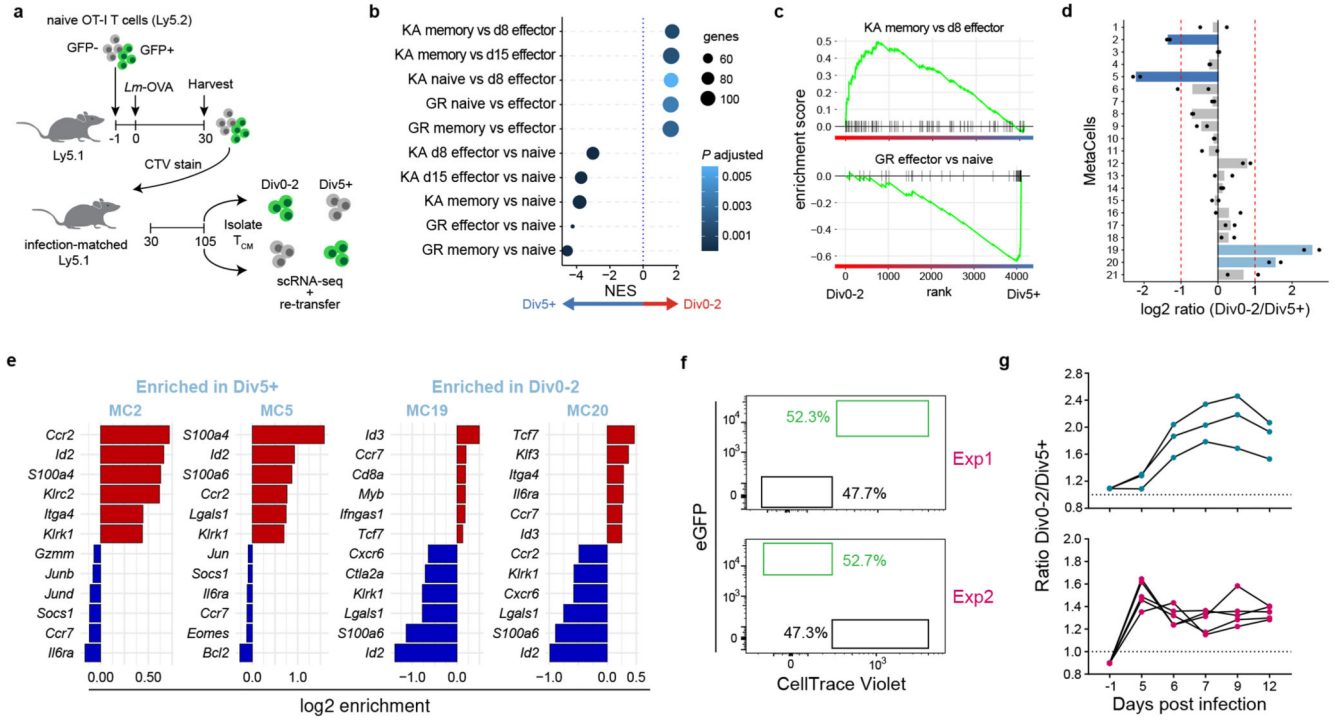 a
naive OT-I T cells (Ly5.2)
GFP-
GFP+
Lm-OVA
Harvest
-1
0
30
Ly5.1
CTV stain
Div0-2
Div5+
Isolate
TCM
30
105
infection-matched
Ly5.1
scRNA-seq
+
re-transfer
b
KA memory vs d8 effector
KA memory vs d15 effector
KA naive vs d8 effector
GR naive vs effector
GR memory vs effector
KA d8 effector vs naive
KA d15 effector vs naive
KA memory vs naive
GR effector vs naive
GR memory vs naive
−4
−2
0
2
NES
Div5+
Div0-2
genes
60
80
100
P adjusted
0.005
0.003
0.001
c
KA memory vs d8 effector
0.5
0.4
0.3
0.2
0.1
0.0
enrichment score
GR effector vs naive
0.0
−0.2
−0.4
−0.6
0
1000
2000
3000
4000
Div0-2
rank
Div5+
d
MetaCells
1
2
3
4
5
6
7
8
9
10
11
12
13
14
15
16
17
18
19
20
21
−2
−1
0
1
2
log2 ratio (Div0-2/Div5+)
e
Enriched in Div5+
Enriched in Div0-2
MC2
Ccr2
Id2
S100a4
Klrc2
Itga4
Klrk1
Gzmm
Junb
Jund
Socs1
Ccr7
Il6ra
0.00
0.50
MC5
S100a4
Id2
S100a6
Ccr2
Lgals1
Klrk1
Jun
Socs1
Il6ra
Ccr7
Eomes
Bcl2
0.0
1.0
MC19
Id3
Ccr7
Cd8a
Myb
Ifngas1
Tcf7
Cxcr6
Ctla2a
Klrk1
Lgals1
S100a6
Id2
−1.0
0.0
MC20
Tcf7
Klf3
Itga4
Il6ra
Ccr7
Id3
Ccr2
Klrk1
Cxcr6
Lgals1
S100a6
Id2
−1.0
0.0
0.5
log2 enrichment
f
10⁴
10³
0
52.3%
47.7%
Exp1
eGFP
10⁴
10³
0
52.7%
47.3%
Exp2
0
10³
CellTrace Violet
g
2.8
2.4
2.0
1.6
1.2
0.8
Ratio Div0-2/Div5+
2.0
1.8
1.6
1.4
1.2
1.0
0.8
-1
5
6
7
9
12
Days post infection